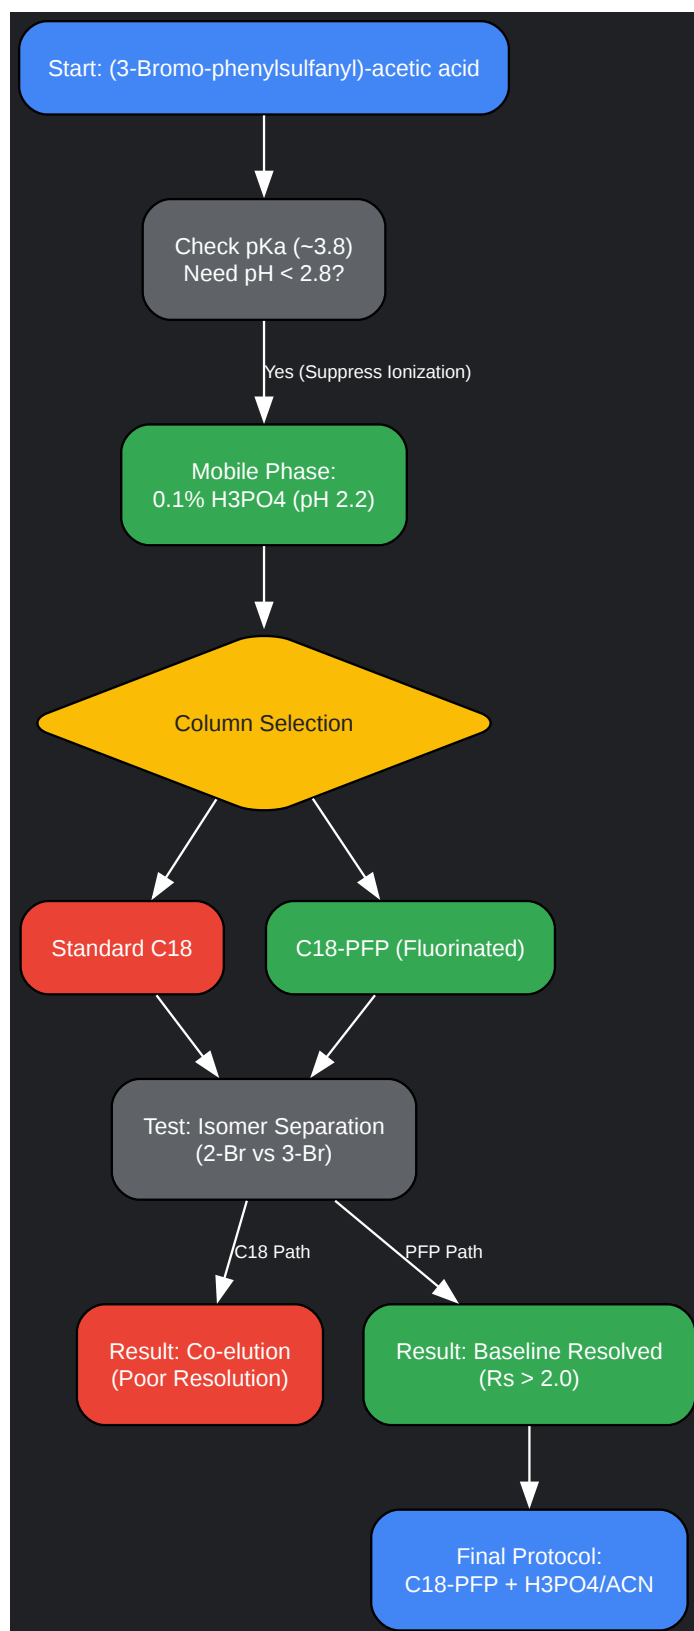 Start: (3-Bromo-phenylsulfanyl)-acetic acid
Check pKa (~3.8)
Need pH < 2.8?
Yes (Suppress Ionization)
Mobile Phase:
0.1% H3PO4 (pH 2.2)
Column Selection
Standard C18
C18-PFP (Fluorinated)
Test: Isomer Separation
(2-Br vs 3-Br)
C18 Path
PFP Path
Result: Co-elution
(Poor Resolution)
Result: Baseline Resolved
(Rs > 2.0)
Final Protocol:
C18-PFP + H3PO4/ACN